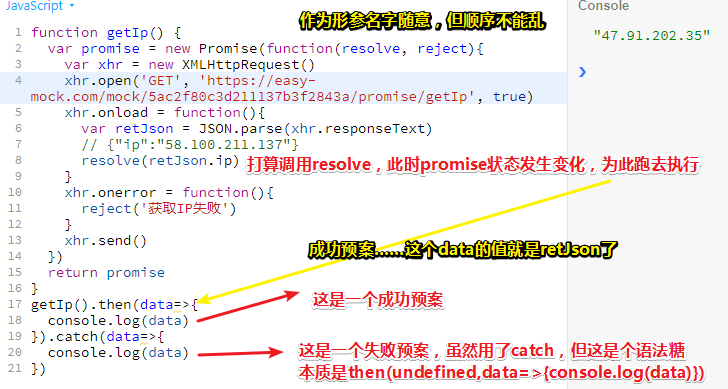 JavaScript
Console
作为形参名字随意，但顺序不能乱
"47.91.202.35"
1 function getIp() {
2 var promise = new Promise(function(resolve, reject){
3 var xhr = new XMLHttpRequest()
4 xhr.open('GET', 'https://easy-
mock.com/mock/5ac2f80c3d211137b3f2843a/promise/getIp', true)
5 xhr.onload = function(){
6 var retJson = JSON.parse(xhr.responseText)
7 // {"ip":"58.100.211.137"}
8 resolve(retJson.ip) 打算调用resolve，此时promise状态发生变化，为此跑去执行
9 }
10 xhr.onerror = function(){
11 reject('获取IP失败')
12 }
13 xhr.send()
14 })
成功预案……这个data的值就是retJson了
15 return promise
16 }
17 getIp().then(data=>{
这是一个成功预案
18 console.log(data)
19 }).catch(data=>{
这是一个失败预案，虽然用了catch，但这是个语法糖
20 console.log(data)
本质是then(undefined,data=>{console.log(data)})
21 })